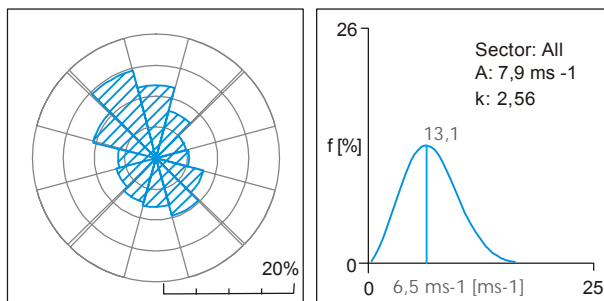 20%
26
Sector: All
A: 7,9 ms -1
k: 2,56
13,1
f [%]
0
0
6,5 ms-1 [ms-1]
25